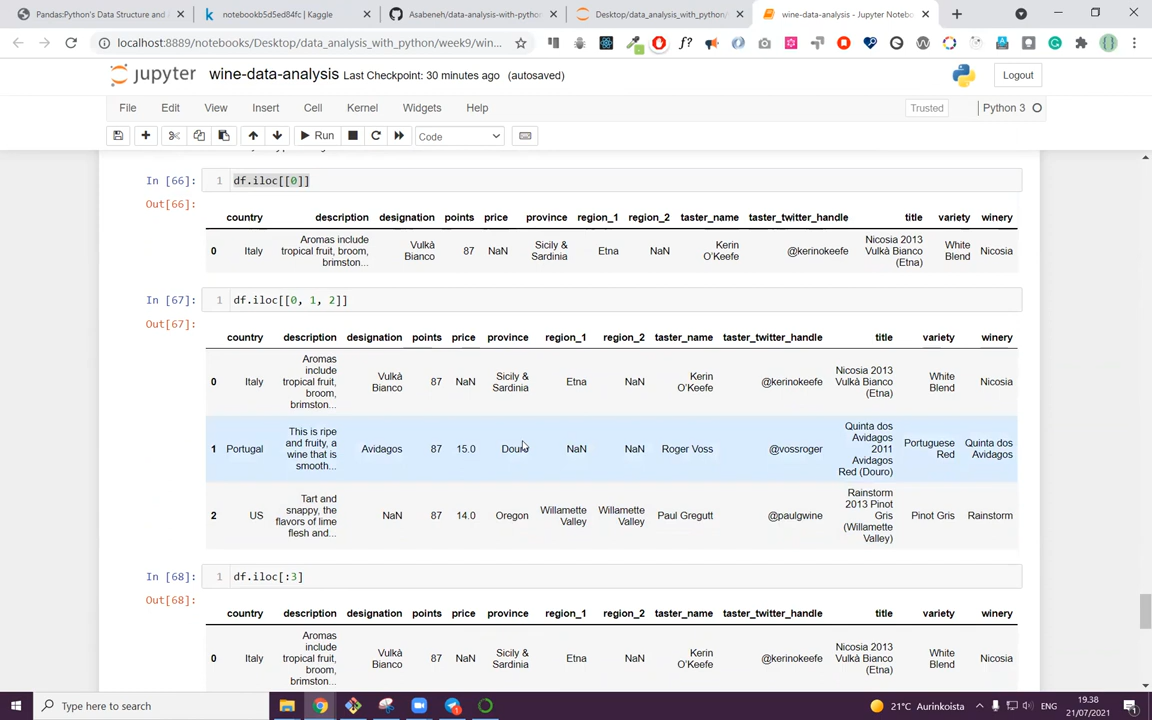 Pandas:Python's Data Structure and
notebookb5d5ed84fc | Kaggle
Asabeneh/data-analysis-with-python
Desktop/data_analysis_with_python/
wine-data-analysis - Jupyter Notebo
localhost:8889/notebooks/Desktop/data_analysis_with_python/week9/win...
jupyter wine-data-analysis Last Checkpoint: 30 minutes ago (autosaved)
Logout
File Edit View Insert Cell Kernel Widgets Help
Trusted
Python 3
Run
Code
In [66]: 1 df.iloc[[0]]
Out[66]:
country description designation points price province region_1 region_2 taster_name taster_twitter_handle title variety winery
0 Italy Aromas include tropical fruit, broom, brimston... Vulkà Bianco 87 NaN Sicily & Sardinia Etna NaN Kerin O'Keefe @kerinokeefe Nicosia 2013 Vulkà Bianco (Etna) White Blend Nicosia
In [67]: 1 df.iloc[[0, 1, 2]]
Out[67]:
country description designation points price province region_1 region_2 taster_name taster_twitter_handle title variety winery
0 Italy Aromas include tropical fruit, broom, brimston... Vulkà Bianco 87 NaN Sicily & Sardinia Etna NaN Kerin O'Keefe @kerinokeefe Nicosia 2013 Vulkà Bianco (Etna) White Blend Nicosia
1 Portugal This is ripe and fruity, a wine that is smooth... Avidagos 87 15.0 Douro NaN NaN Roger Voss @vossroger Quinta dos Avidagos 2011 Avidagos Red (Douro) Portuguese Red Quinta dos Avidagos
2 US Tart and snappy, the flavors of lime flesh and... NaN 87 14.0 Oregon Willamette Valley Willamette Valley Paul Gregutt @paulgwine Rainstorm 2013 Pinot Gris (Willamette Valley) Pinot Gris Rainstorm
In [68]: 1 df.iloc[:3]
Out[68]:
country description designation points price province region_1 region_2 taster_name taster_twitter_handle title variety winery
0 Italy Aromas include tropical fruit, broom, brimston... Vulkà Bianco 87 NaN Sicily & Sardinia Etna NaN Kerin O'Keefe @kerinokeefe Nicosia 2013 Vulkà Bianco (Etna) White Blend Nicosia
Type here to search
21°C Aurinkoista
ENG
19.38
21/07/2021